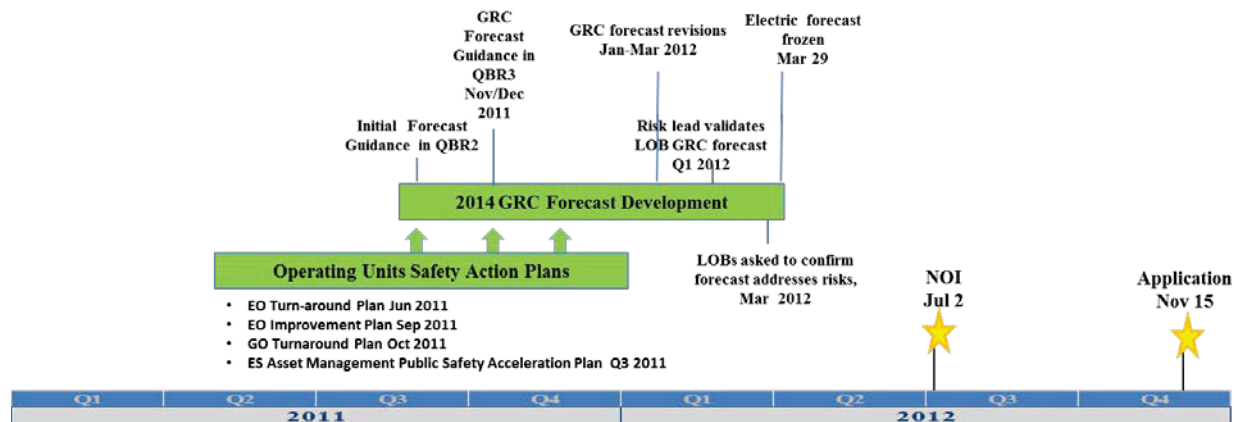 GRC
Forecast
Guidance in
QBR3
Nov/Dec
2011
GRC forecast revisions
Jan-Mar 2012
Electric forecast
frozen
Mar 29
Initial Forecast
Guidance in QBR2
Risk lead validates
LOB GRC forecast
Q1 2012
2014 GRC Forecast Development
Operating Units Safety Action Plans
LOBs asked to confirm
forecast addresses risks,
Mar 2012
NOI
Jul 2
Application
Nov 15
• EO Turn-around Plan Jun 2011
• EO Improvement Plan Sep 2011
• GO Turnaround Plan Oct 2011
• ES Asset Management Public Safety Acceleration Plan Q3 2011
Q1 Q2 Q3 Q4 Q1 Q2 Q3 Q4
2011 2012